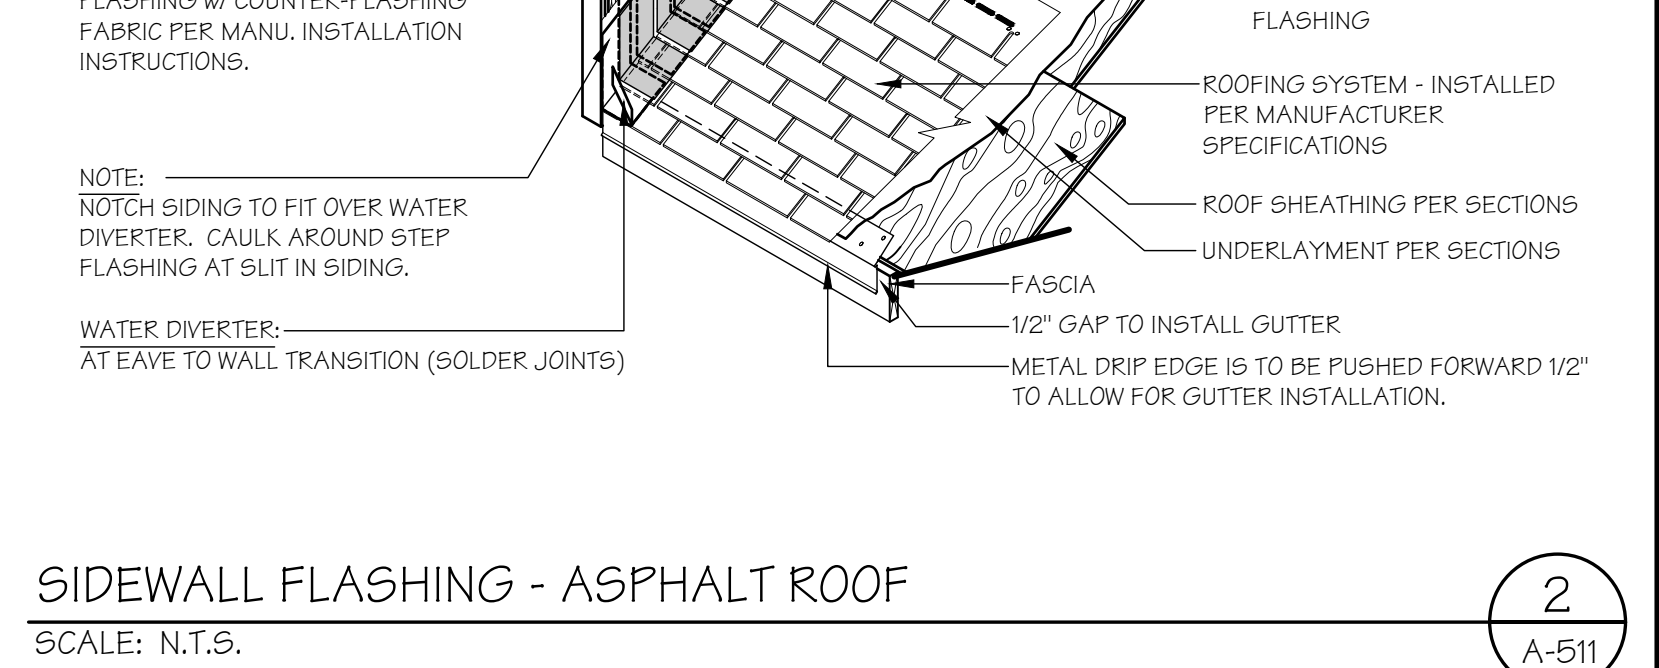 FLASHING W/ COUNTER-FLASHING
FABRIC PER MANU. INSTALLATION
INSTRUCTIONS.
NOTE:
NOTCH SIDING TO FIT OVER WATER
DIVERTER.  CAULK AROUND STEP
FLASHING AT SLIT IN SIDING.
WATER DIVERTER:
AT EAVE TO WALL TRANSITION (SOLDER JOINTS)
FLASHING
ROOFING SYSTEM - INSTALLED
PER MANUFACTURER
SPECIFICATIONS
ROOF SHEATHING PER SECTIONS
UNDERLAYMENT PER SECTIONS
FASCIA
1/2" GAP TO INSTALL GUTTER
METAL DRIP EDGE IS TO BE PUSHED FORWARD 1/2"
TO ALLOW FOR GUTTER INSTALLATION.
SIDEWALL FLASHING - ASPHALT ROOF
2
SCALE:  N.T.S.
A-511